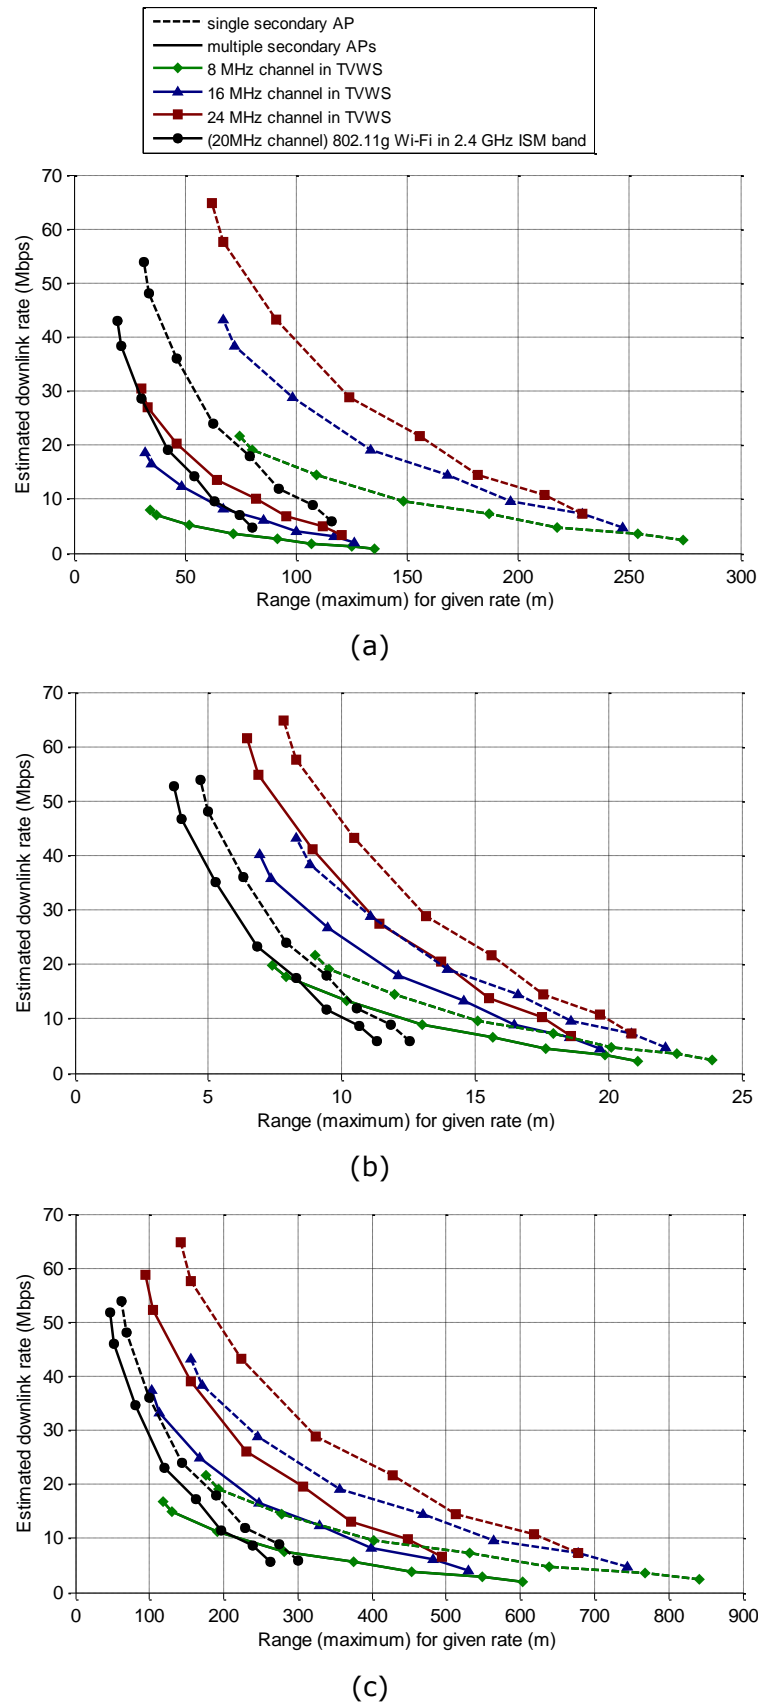 single secondary AP
multiple secondary APs
8 MHz channel in TVWS
16 MHz channel in TVWS
24 MHz channel in TVWS
(20MHz channel) 802.11g Wi-Fi in 2.4 GHz ISM band
70
60
50
40
30
20
10
0
Estimated downlink rate (Mbps)
0 50 100 150 200 250 300
Range (maximum) for given rate (m)
(a)
70
60
50
40
30
20
10
0
Estimated downlink rate (Mbps)
0 5 10 15 20 25
Range (maximum) for given rate (m)
(b)
70
60
50
40
30
20
10
0
Estimated downlink rate (Mbps)
0 100 200 300 400 500 600 700 800 900
Range (maximum) for given rate (m)
(c)